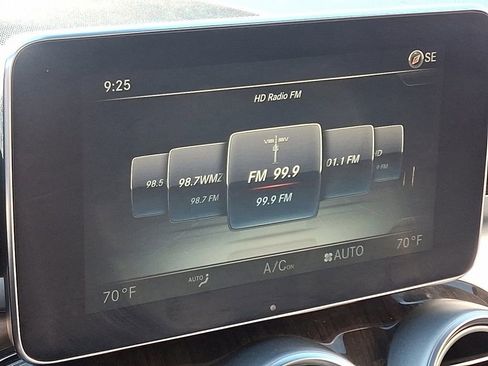 9:25
SE
HD Radio FM
98.5
98.7WMZ
98.7 FM
FM 99.9
99.9 FM
01.1 FM
HD
70°F
AUTO
A/C ON
AUTO
70°F